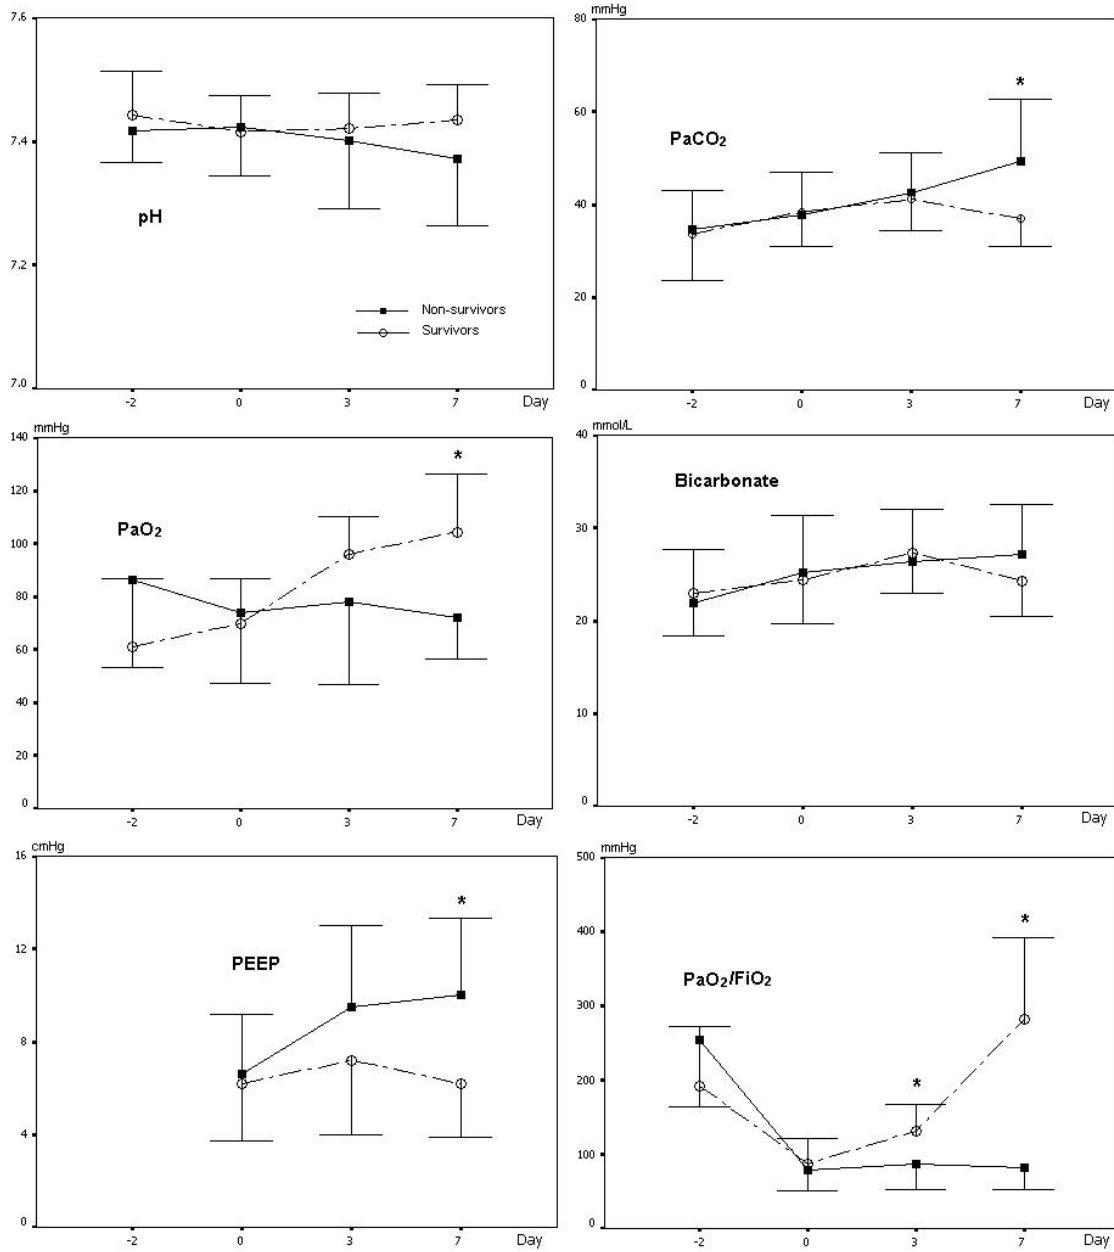 7.6
7.4
7.2
7.0
pH
Non-survivors
Survivors
-2 0 3 7 Day
mmHg
80
60
40
20
0
PaCO2
*
-2 0 3 7 Day
mmHg
140
120
100
80
60
40
20
0
PaO2
*
-2 0 3 7 Day
mmol/L
40
30
20
10
0
Bicarbonate
-2 0 3 7 Day
cmHg
16
12
8
4
0
PEEP
*
-2 0 3 7 Day
mmHg
500
400
300
200
100
0
PaO2/FiO2
* *
-2 0 3 7 Day